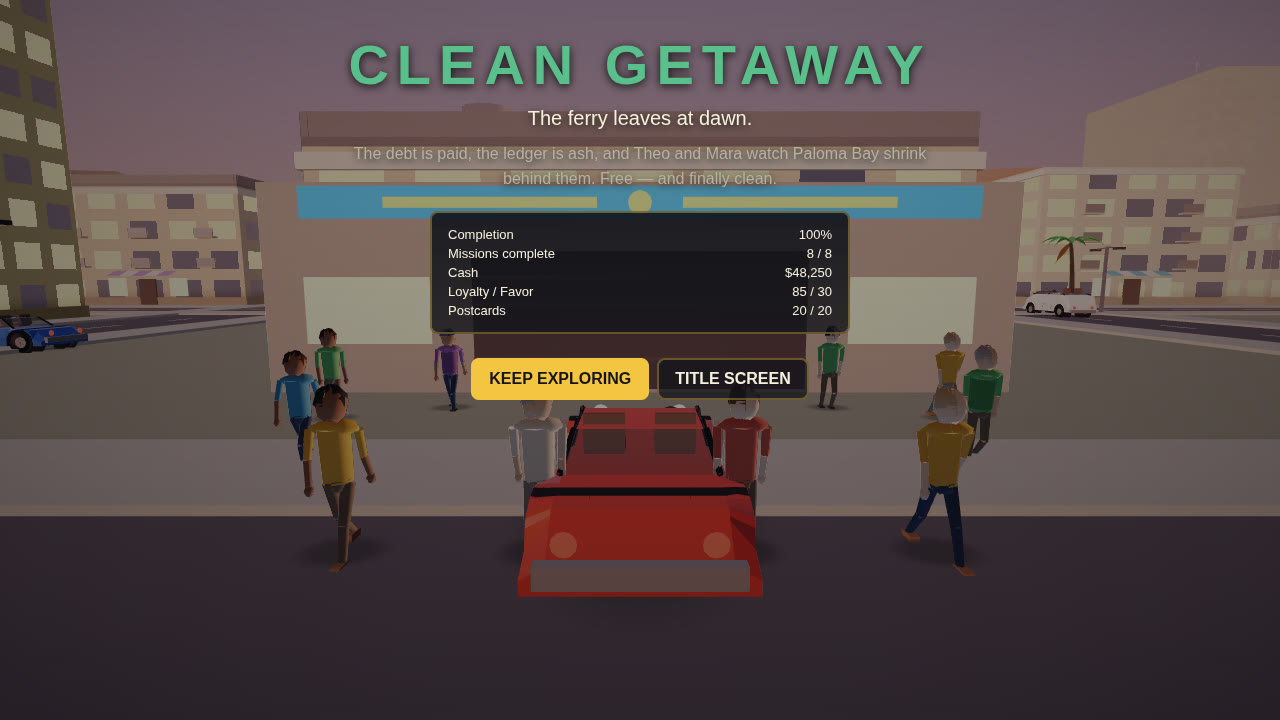 CLEAN GETAWAY
The ferry leaves at dawn.
The debt is paid, the ledger is ash, and Theo and Mara watch Paloma Bay shrink
behind them. Free — and finally clean.
Completion 100%
Missions complete 8 / 8
Cash $48,250
Loyalty / Favor 85 / 30
Postcards 20 / 20
KEEP EXPLORING TITLE SCREEN